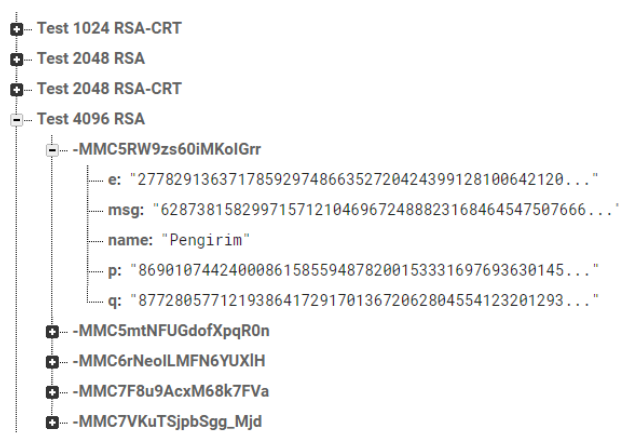 Test 1024 RSA-CRT
Test 2048 RSA
Test 2048 RSA-CRT
Test 4096 RSA
-MMC5RW9zs60iMKolGrr
e: "277829136371785929748663527204243991281006421 20..."
msg: "628738158299715712104696724888231684645475076 66..."
name: "Pengirim"
p: "869010744240008615855948782001533316976936301 45..."
q: "877280577121938641729170136720628045541232012 93..."
-MMC5mtNFUGdofXpqR0n
-MMC6rNeolLMFN6YUXlH
-MMC7F8u9AcxM68k7FVa
-MMC7VKuTSjpbSgg_Mjd